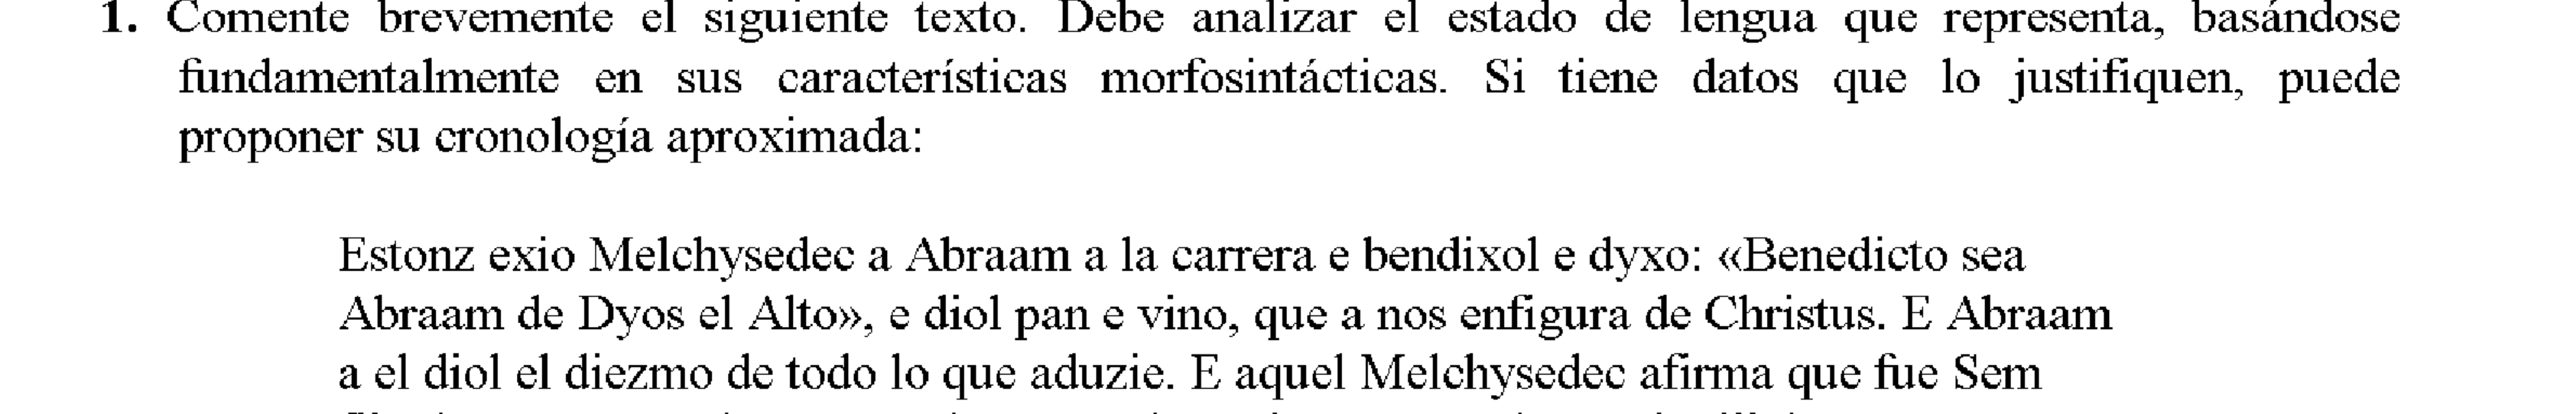 1. Comente brevemente el siguiente texto. Debe analizar el estado de lengua que representa, basándose
fundamentalmente en sus características morfosintácticas. Si tiene datos que lo justifiquen, puede
proponer su cronología aproximada:
Estonz exio Melchysedec a Abraam a la carrera e bendixol e dyxo: «Benedicto sea
Abraam de Dyos el Alto», e diol pan e vino, que a nos enfigura de Christus. E Abraam
a el diol el diezmo de todo lo que aduzie. E aquel Melchysedec afirma que fue Sem